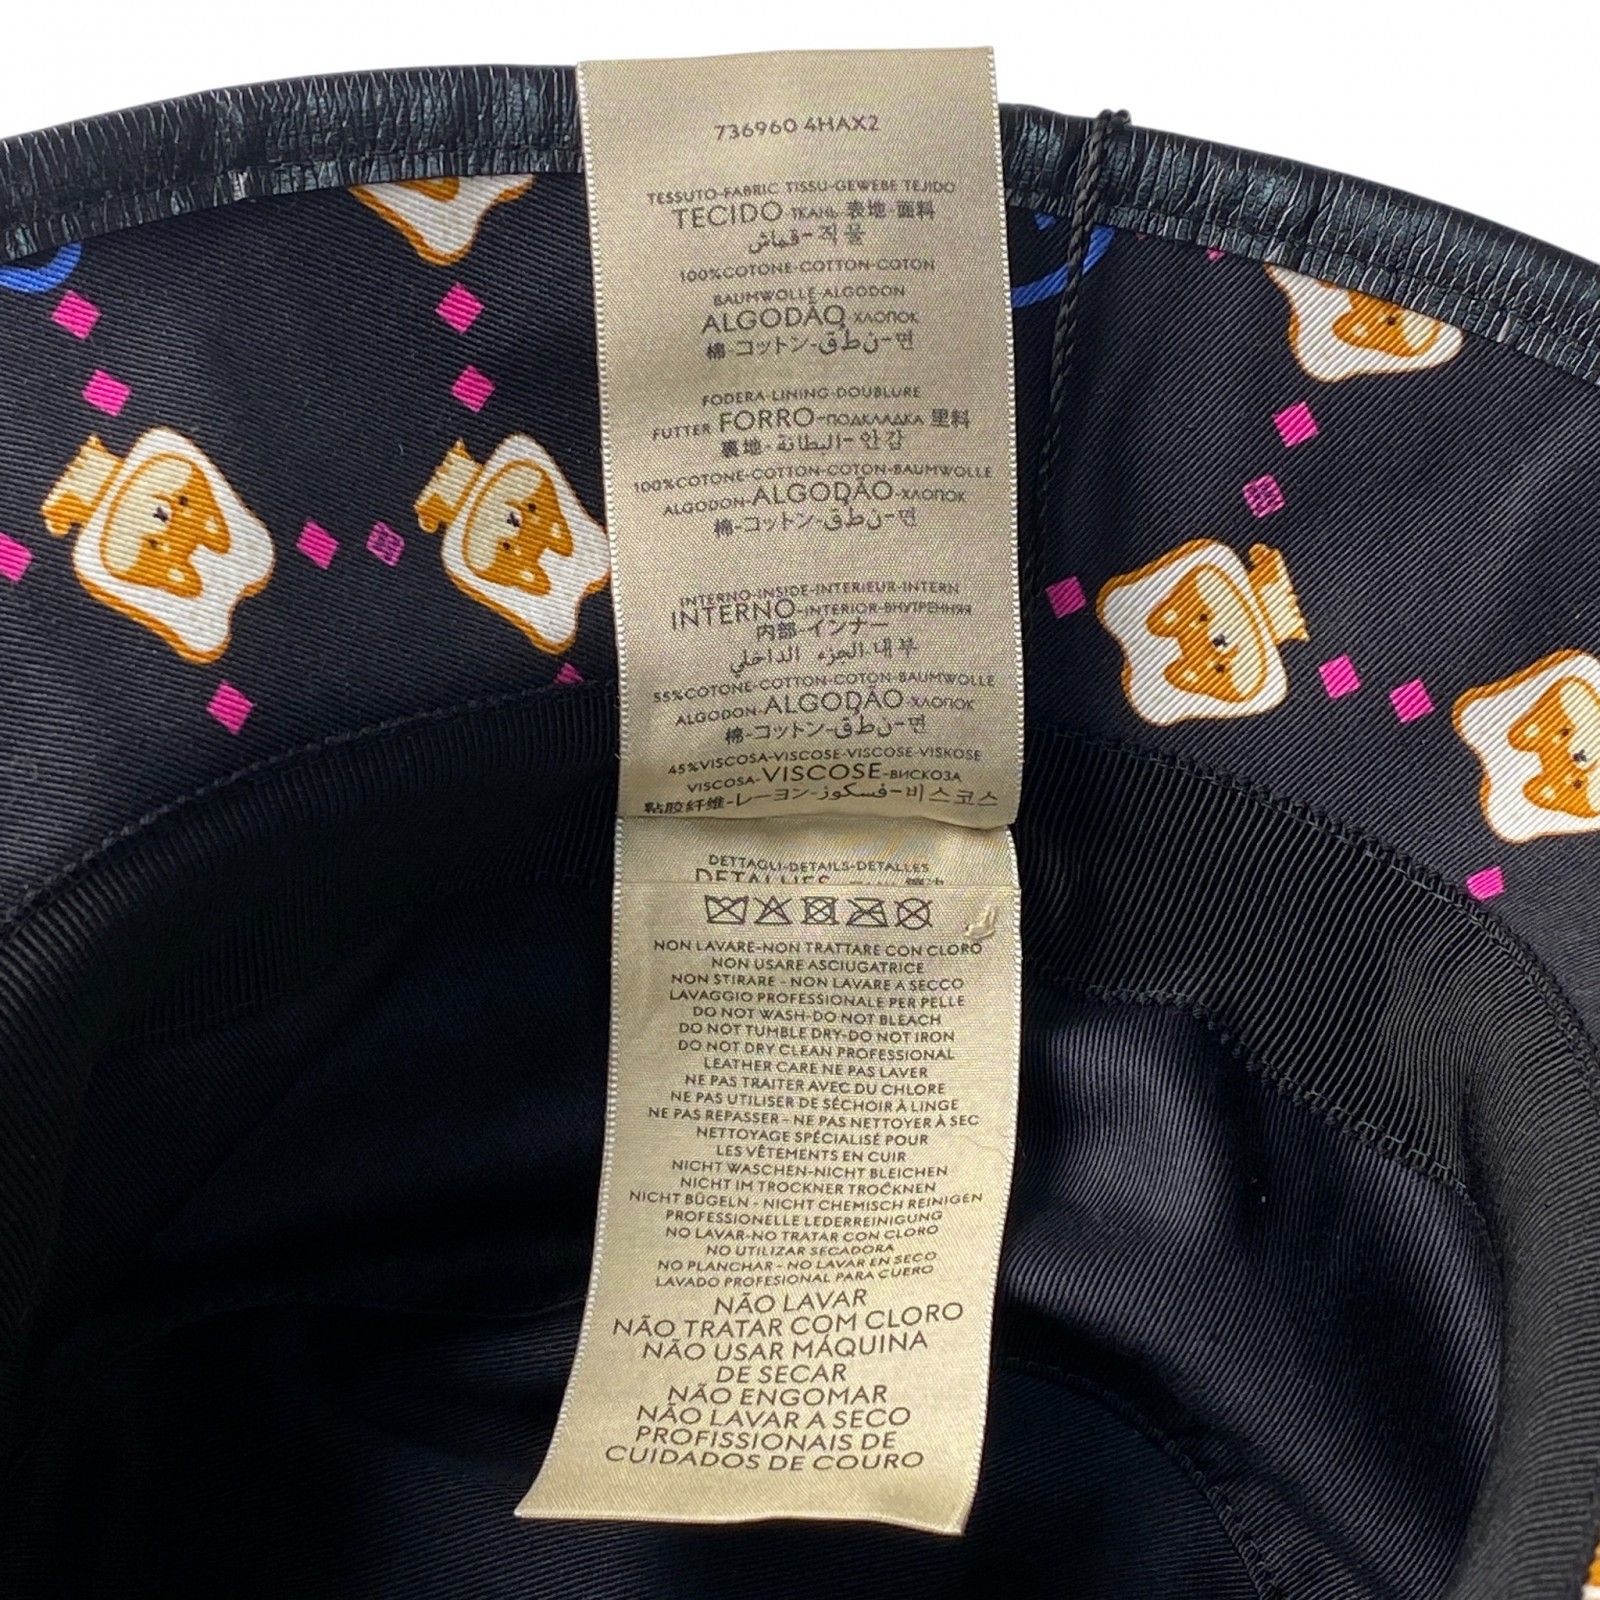 736960 4HAX2
TESSUTO-FABRIC TISSU-GEWEBE TEJIDO
TECIDO ТКАНЬ 表地-面料
قماش-직물
100%COTONE-COTTON-COTON
BAUMWOLLE-ALGODON
ALGODÃO ХЛОПОК
棉-コットン-قطن-면
FODERA-LINING-DOUBLURE
FUTTER FORRO-ПОДКЛАДКА 里料
裏地-البطانة-안감
100%COTONE-COTTON-COTON-BAUMWOLLE
ALGODON-ALGODÃO-ХЛОПОК
棉-コットン-قطن-면
INTERNO-INSIDE-INTERIEUR-INTERN
INTERNO-INTERIOR-ВНУТРЕННЯЯ
内部-インナー
내부 الجزء الداخلي
55%COTONE-COTTON-COTON-BAUMWOLLE
ALGODON-ALGODÃO-ХЛОПОК
棉-コットン-قطن-면
45%VISCOSA-VISCOSE-VISCOSE-VISKOSE
VISCOSA-VISCOSE-ВИСКОЗА
粘胶纤维-レーヨン-فسكوز-비스코스
DETTAGLI-DETAILS-DETALLES
DETALHES
NON LAVARE-NON TRATTARE CON CLORO
NON USARE ASCIUGATRICE
NON STIRARE - NON LAVARE A SECCO
LAVAGGIO PROFESSIONALE PER PELLE
DO NOT WASH-DO NOT BLEACH
DO NOT TUMBLE DRY-DO NOT IRON
DO NOT DRY CLEAN PROFESSIONAL
LEATHER CARE NE PAS LAVER
NE PAS TRAITER AVEC DU CHLORE
NE PAS UTILISER DE SÉCHOIR À LINGE
NE PAS REPASSER - NE PAS NETTOYER À SEC
NETTOYAGE SPÉCIALISÉ POUR
LES VÊTEMENTS EN CUIR
NICHT WASCHEN-NICHT BLEICHEN
NICHT IM TROCKNER TROCKNEN
NICHT BÜGELN - NICHT CHEMISCH REINIGEN
PROFESSIONELLE LEDERREINIGUNG
NO LAVAR-NO TRATAR CON CLORO
NO UTILIZAR SECADORA
NO PLANCHAR - NO LAVAR EN SECO
LAVADO PROFESIONAL PARA CUERO
NÃO LAVAR
NÃO TRATAR COM CLORO
NÃO USAR MÁQUINA
DE SECAR
NÃO ENGOMAR
NÃO LAVAR A SECO
PROFISSIONAIS DE
CUIDADOS DE COURO